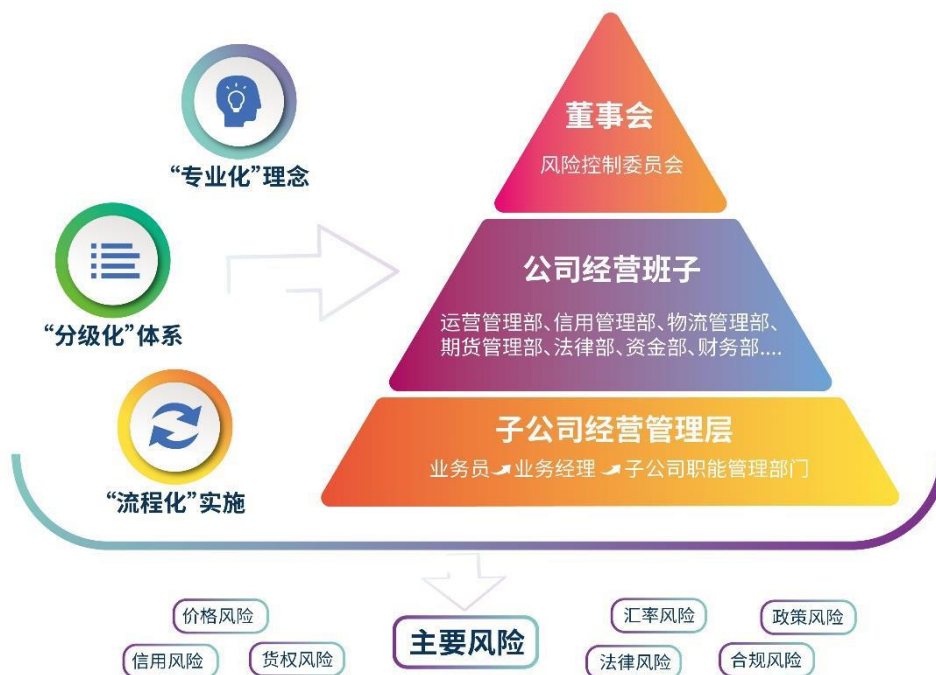 “专业化”理念
“分级化”体系
“流程化”实施
董事会
风险控制委员会
公司经营班子
运营管理部、信用管理部、物流管理部、
期货管理部、法律部、资金部、财务部....
子公司经营管理层
业务员➚业务经理➚子公司职能管理部门
主要风险
价格风险
信用风险
货权风险
汇率风险
政策风险
法律风险
合规风险